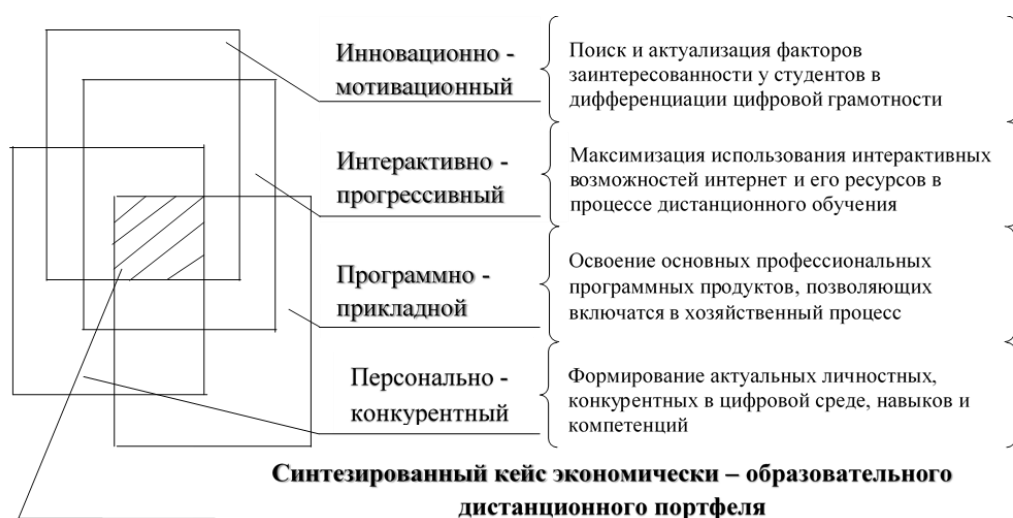 Инновационно -
мотивационный
Поиск и актуализация факторов
заинтересованности у студентов в
дифференциации цифровой грамотности
Интерактивно -
прогрессивный
Максимизация использования интерактивных
возможностей интернет и его ресурсов в
процессе дистанционного обучения
Программно -
прикладной
Освоение основных профессиональных
программных продуктов, позволяющих
включатся в хозяйственный процесс
Персонально -
конкурентный
Формирование актуальных личностных,
конкурентных в цифровой среде, навыков и
компетенций
Синтезированный кейс экономически – образовательного
дистанционного портфеля